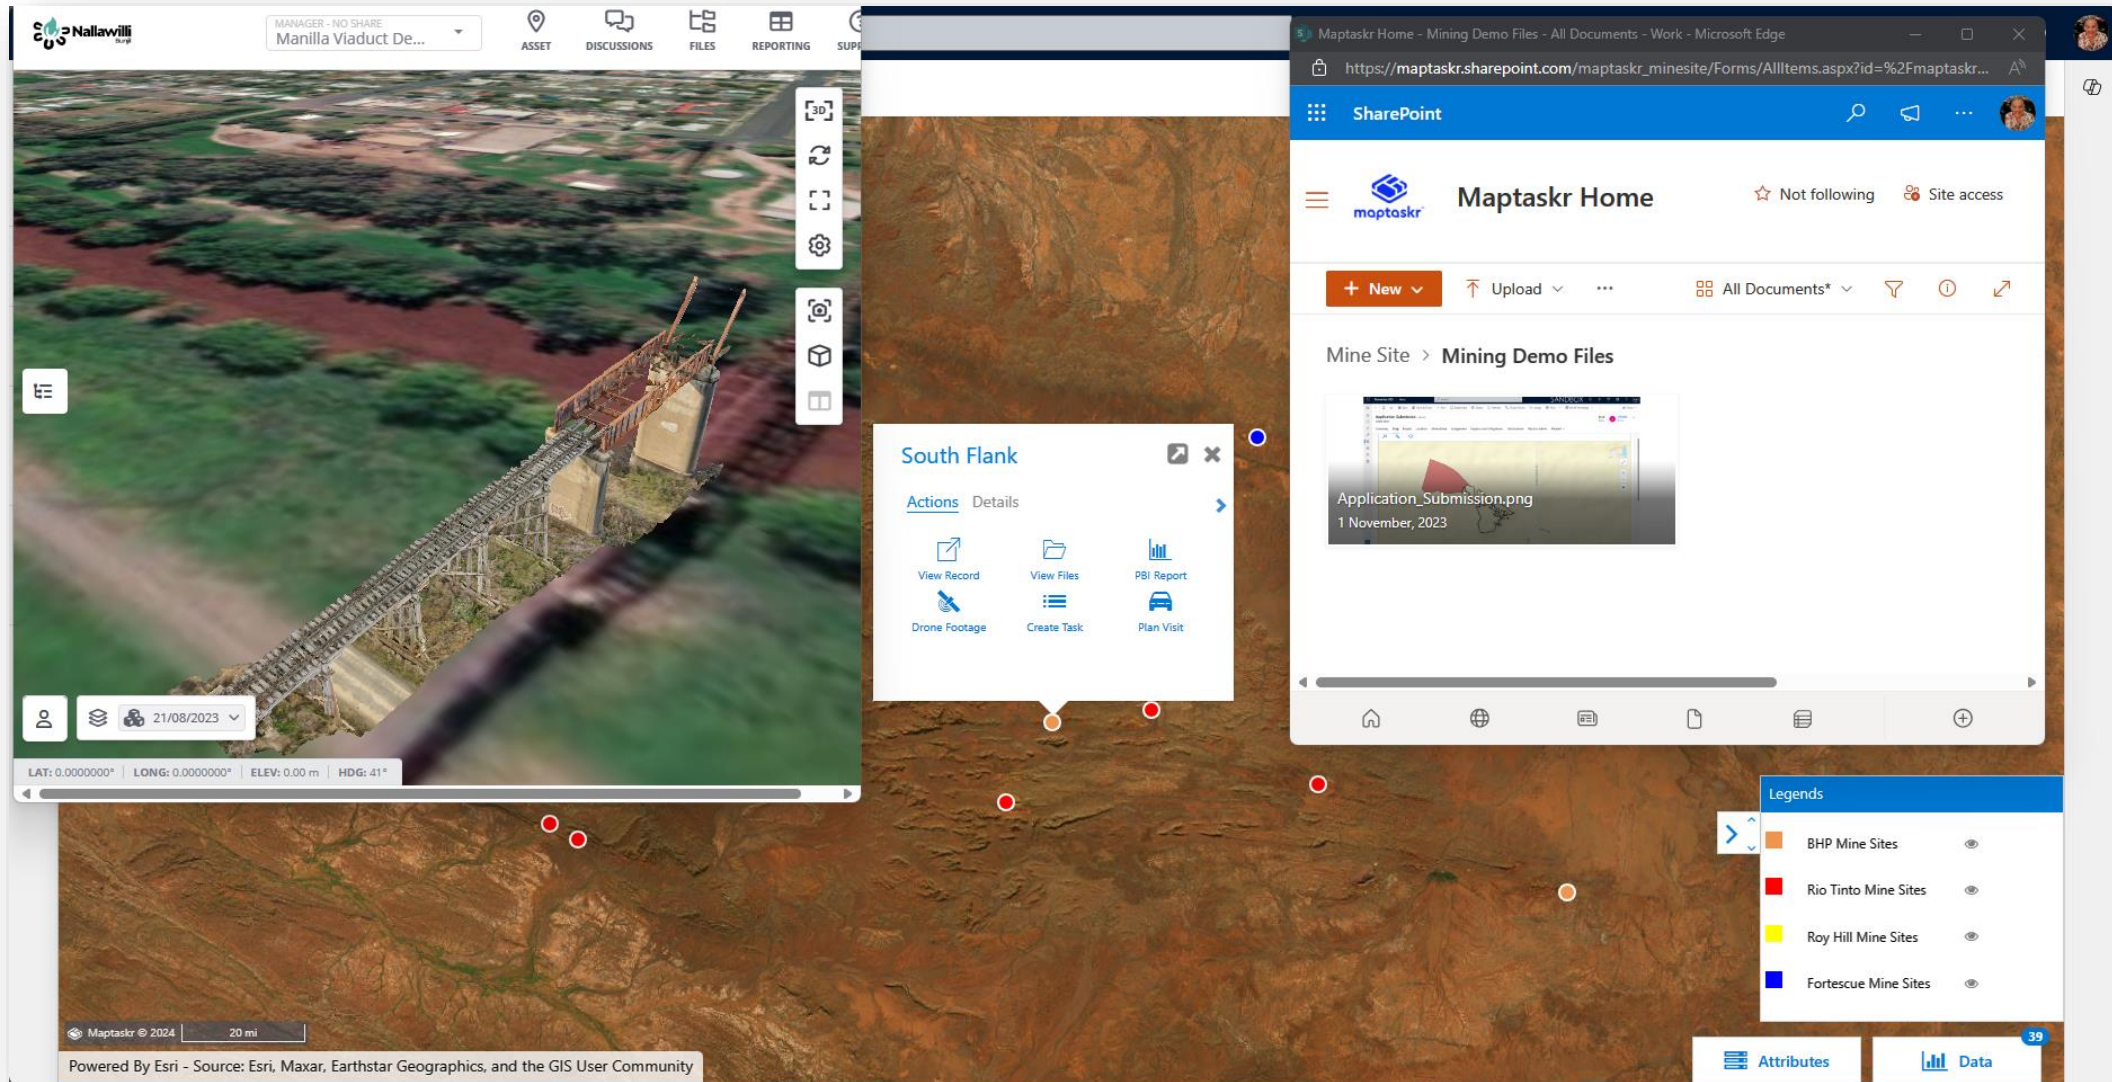 Nallawilli
Bunjil
MANAGER - NO SHARE
Manilla Viaduct De...
ASSET
DISCUSSIONS
FILES
REPORTING
SUPP
3D
21/08/2023
LAT: 0.0000000° LONG: 0.0000000° ELEV: 0.00 m HDG: 41°
South Flank
Actions Details
View Record View Files PBI Report
Drone Footage Create Task Plan Visit
Maptaskr Home - Mining Demo Files - All Documents - Work - Microsoft Edge
https://maptaskr.sharepoint.com/maptaskr_minesite/Forms/AllItems.aspx?id=%2Fmaptaskr...
SharePoint
maptaskr
Maptaskr Home
Not following
Site access
+ New
Upload
...
All Documents*
Mine Site > Mining Demo Files
SANDBOX
Application_Submission.png
1 November, 2023
Legends
BHP Mine Sites
Rio Tinto Mine Sites
Roy Hill Mine Sites
Fortescue Mine Sites
Maptaskr © 2024
20 mi
Powered By Esri - Source: Esri, Maxar, Earthstar Geographics, and the GIS User Community
39
Attributes
Data